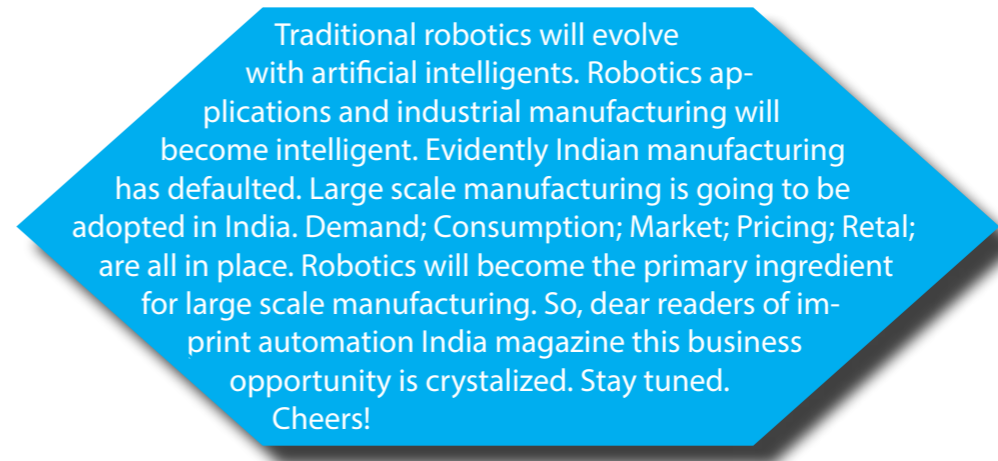 Traditional robotics will evolve
with artificial intelligents. Robotics ap-
plications and industrial manufacturing will
become intelligent. Evidently Indian manufacturing
has defaulted. Large scale manufacturing is going to be
adopted in India. Demand; Consumption; Market; Pricing; Retal;
are all in place. Robotics will become the primary ingredient
for large scale manufacturing. So, dear readers of im-
print automation India magazine this business
opportunity is crystalized. Stay tuned.
Cheers!